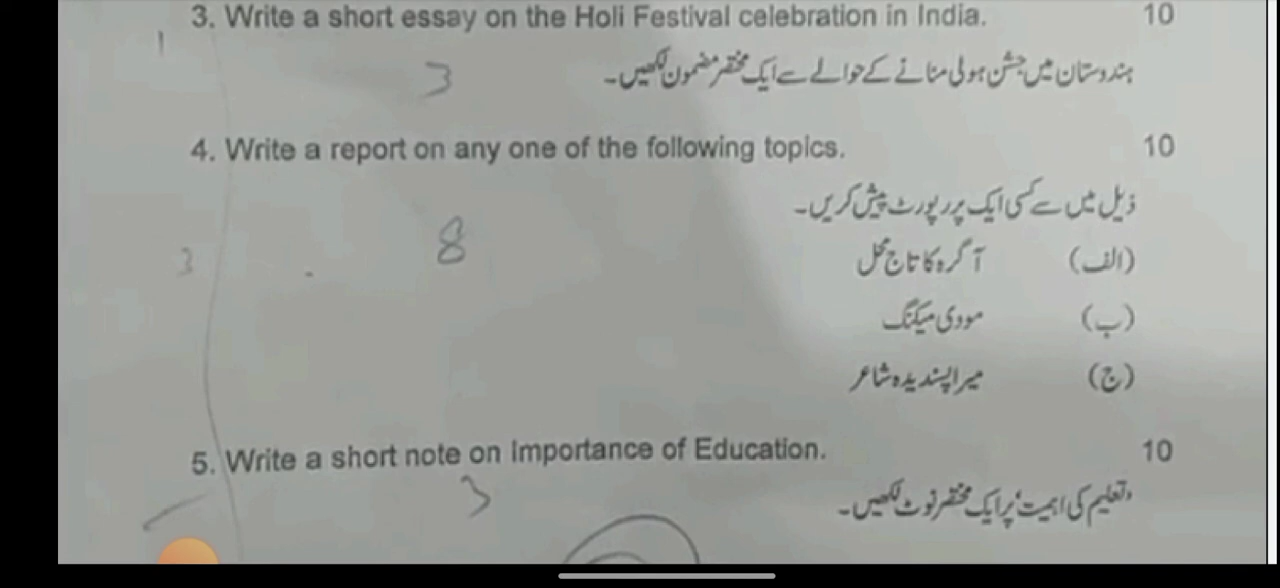 3. Write a short essay on the Holi Festival celebration in India. 10
1
3
ہندوستان میں جشن ہولی منانے کے حوالے سے ایک مختصر مضمون لکھیں۔
4. Write a report on any one of the following topics. 10
ذیل میں سے کسی ایک پر رپورٹ پیش کریں۔
8
3
(الف) آگرہ کا تاج محل
(ب) مووی میکنگ
(ج) میرا پسندیدہ شاعر
5. Write a short note on Importance of Education. 10
3
'تعلیم کی اہمیت' پر ایک مختصر نوٹ لکھیں۔